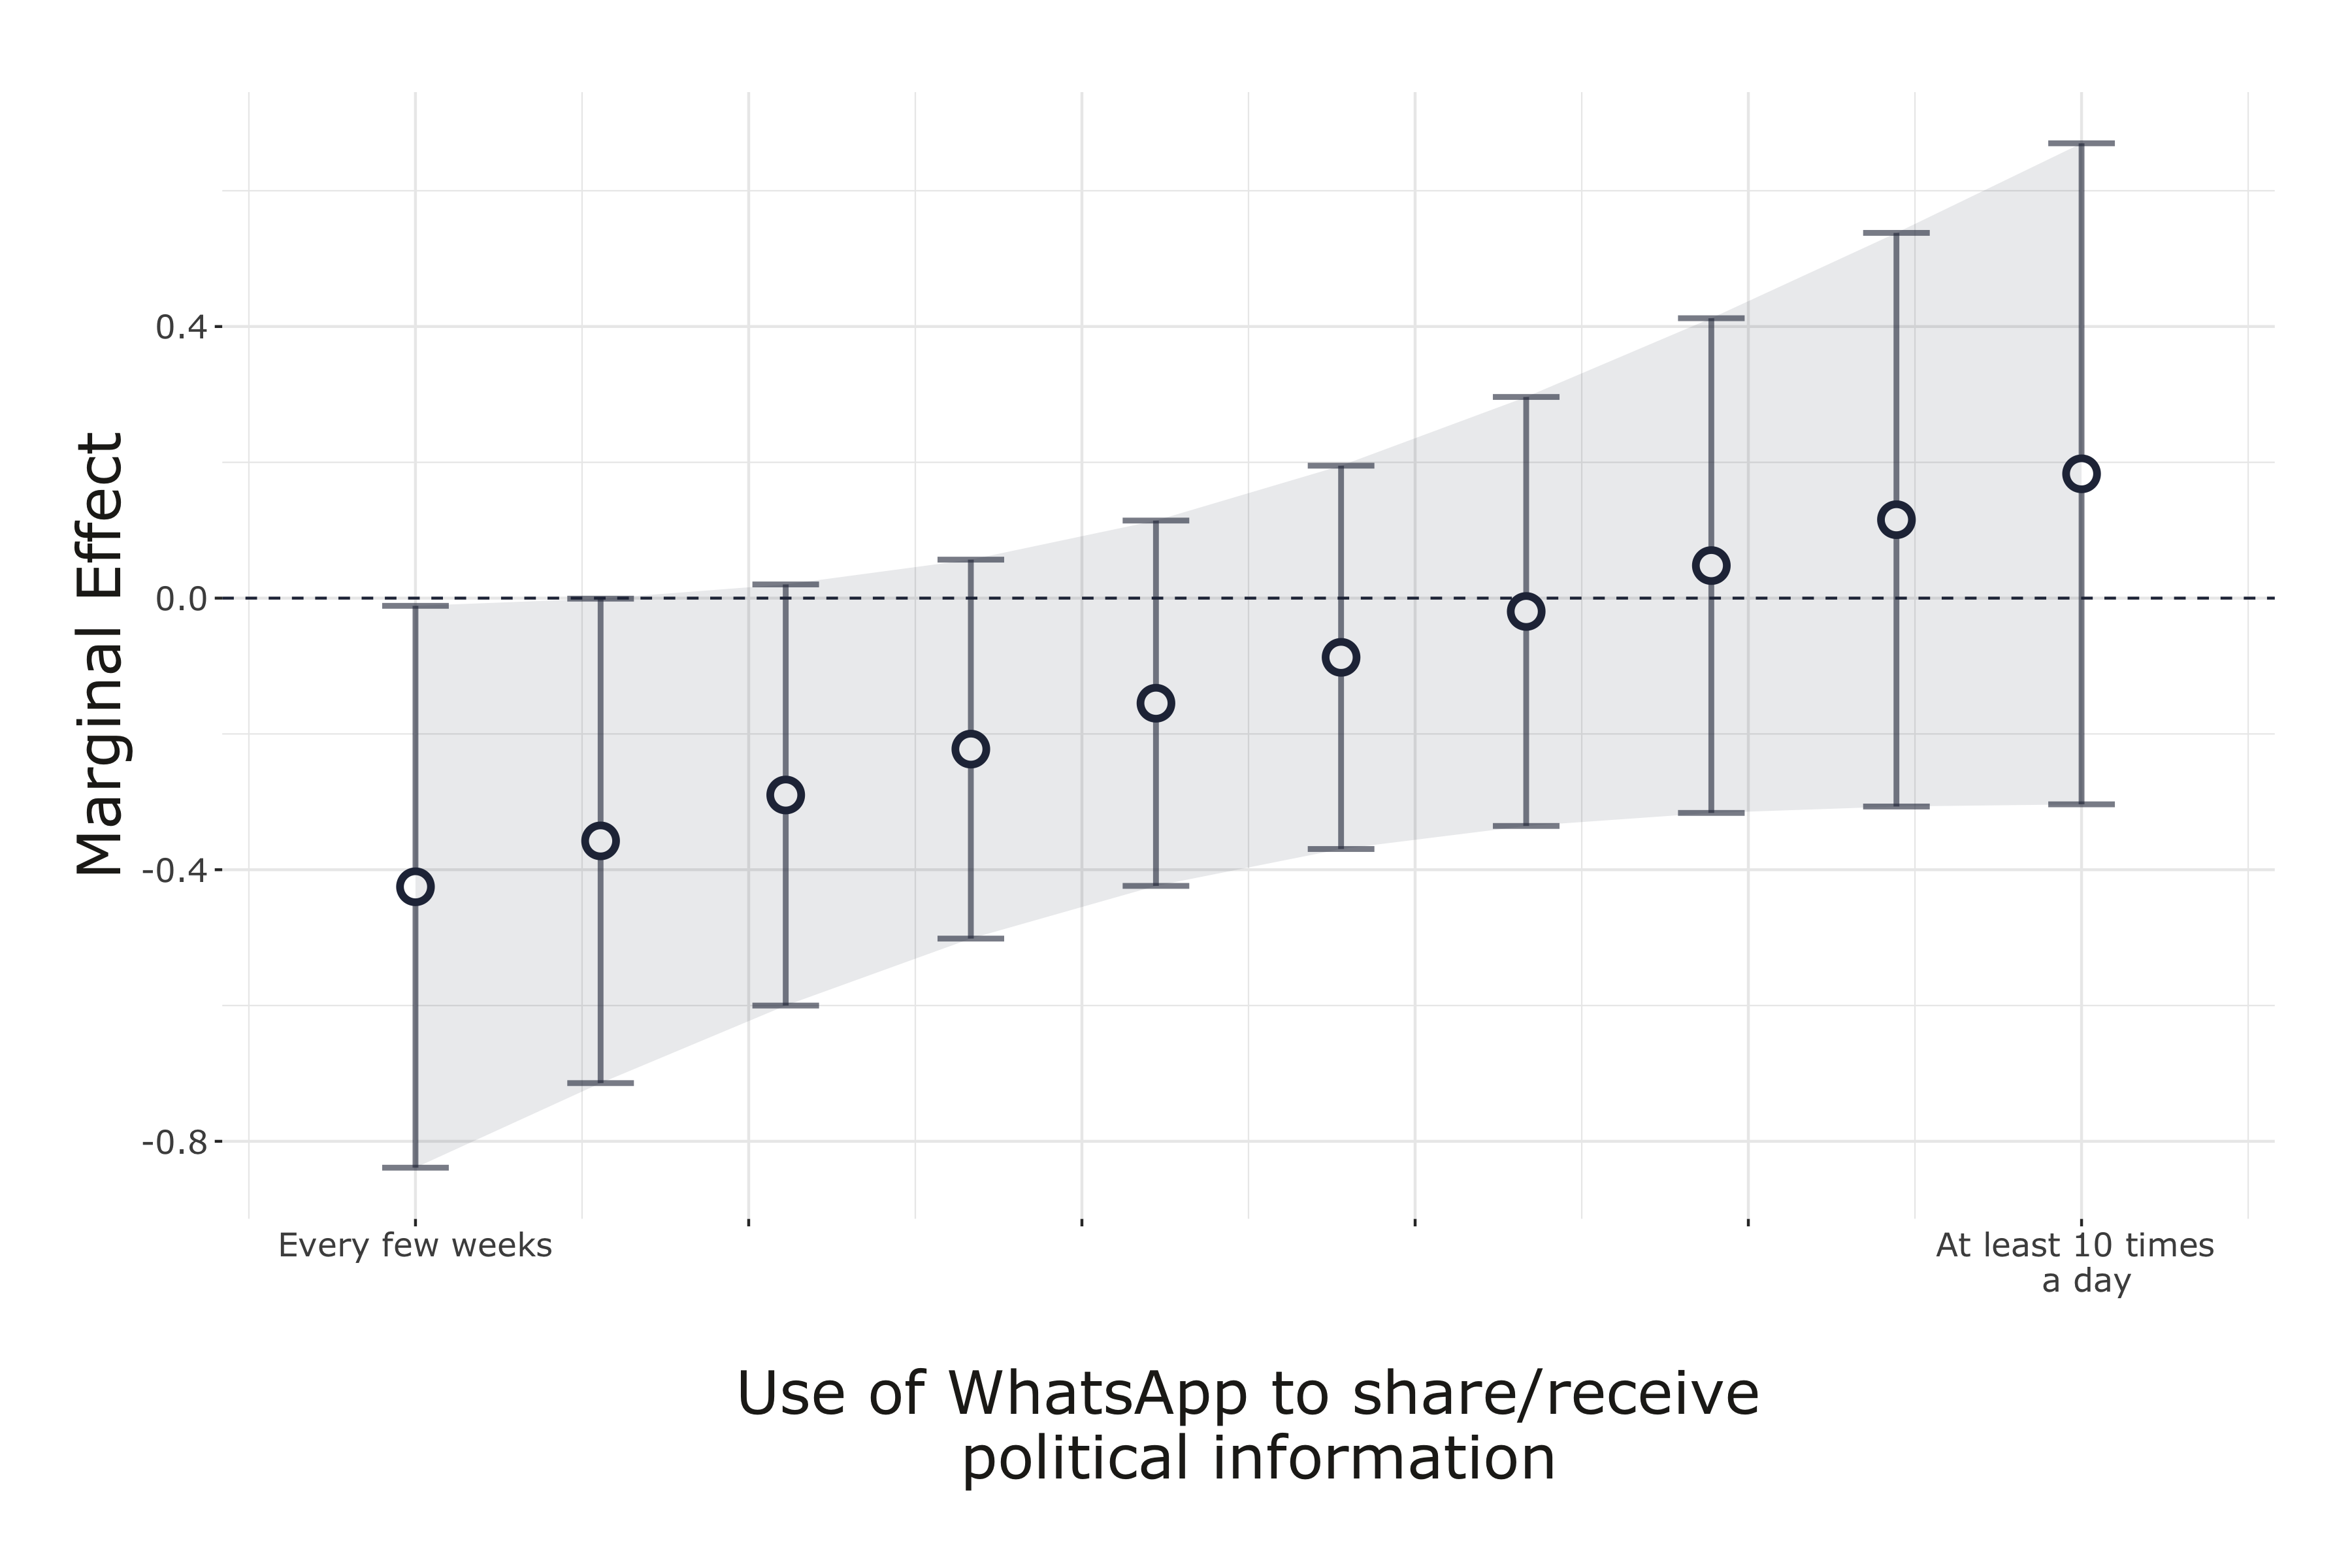 Marginal Effect
0.4
0.0
-0.4
-0.8
Every few weeks
At least 10 times
a day
Use of WhatsApp to share/receive
political information